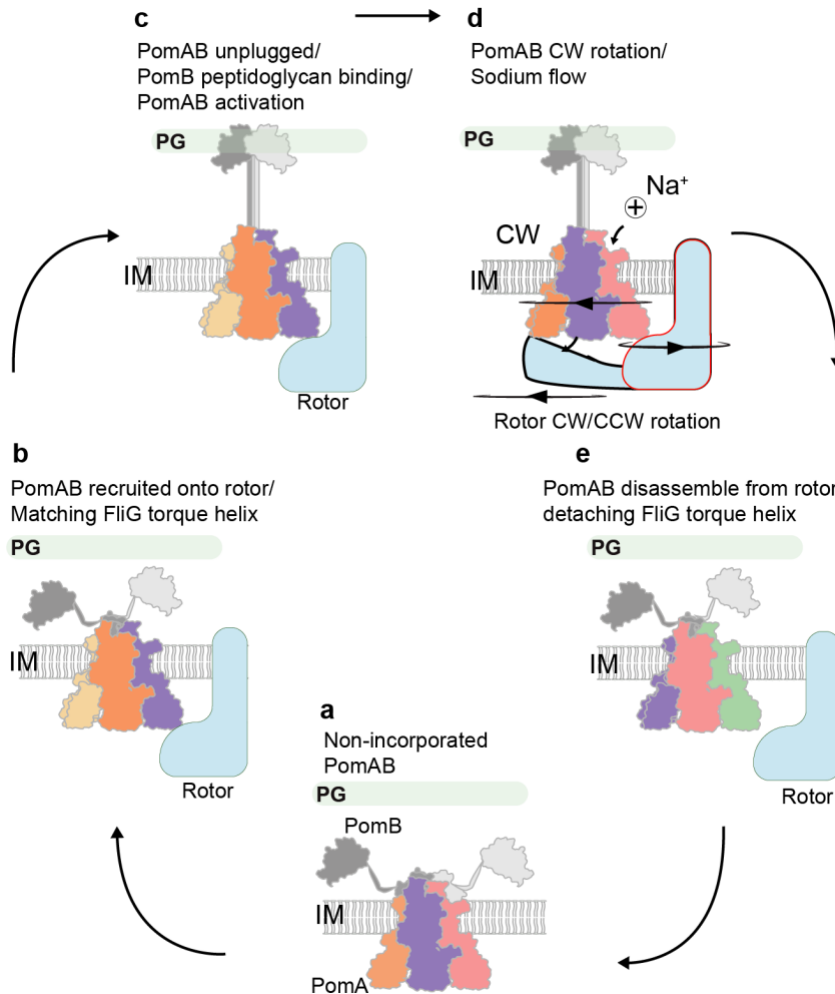 c
PomAB unplugged/
PomB peptidoglycan binding/
PomAB activation
PG
IM
Rotor
d
PomAB CW rotation/
Sodium flow
PG
Na⁺
+
CW
IM
Rotor CW/CCW rotation
b
PomAB recruited onto rotor/
Matching FliG torque helix
PG
IM
Rotor
e
PomAB disassemble from rotor
detaching FliG torque helix
PG
IM
Rotor
a
Non-incorporated
PomAB
PG
PomB
IM
PomA